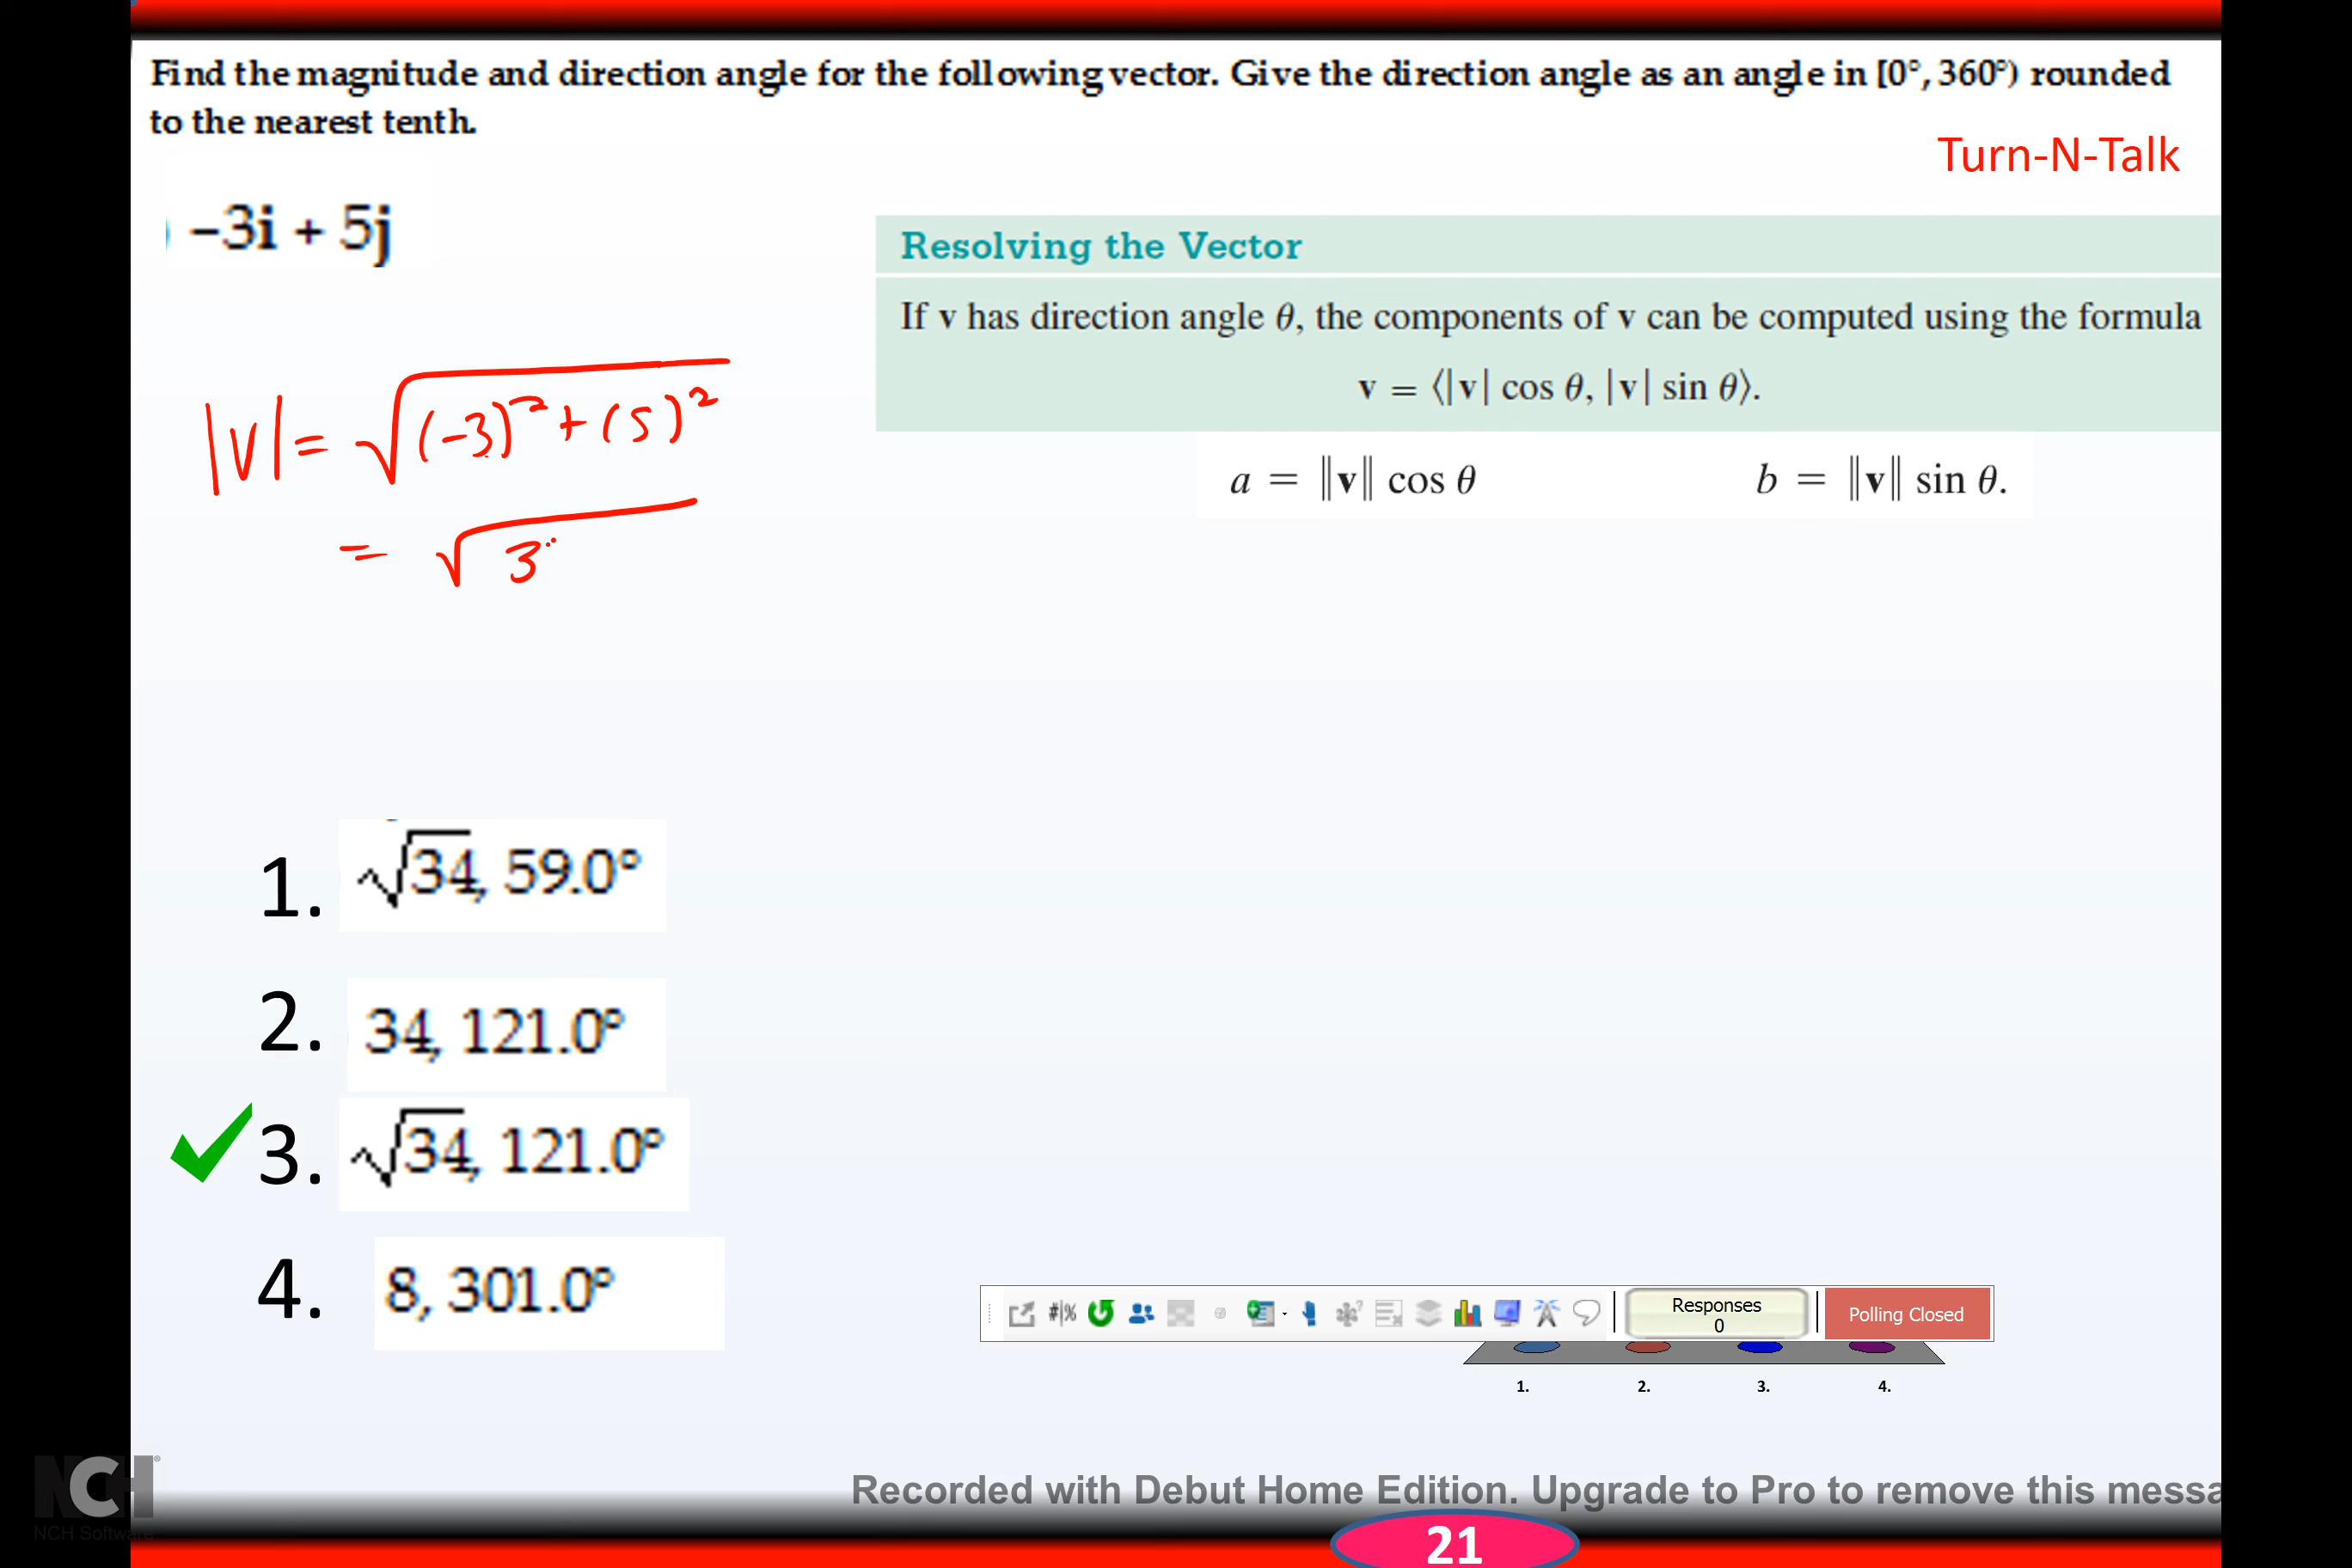 Find the magnitude and direction angle for the following vector. Give the direction angle as an angle in [0°, 360°) rounded
to the nearest tenth.
Turn-N-Talk
−3i + 5j
Resolving the Vector
If v has direction angle θ, the components of v can be computed using the formula
v = ⟨|v| cos θ, |v| sin θ⟩.
a = ‖v‖ cos θ
b = ‖v‖ sin θ.
|V| = √((-3)² + (5)²
= √3
1. √34, 59.0°
2. 34, 121.0°
3. √34, 121.0°
4. 8, 301.0°
#|%
Responses
0
Polling Closed
1. 2. 3. 4.
NCH®
NCH Software
Recorded with Debut Home Edition. Upgrade to Pro to remove this messa
21